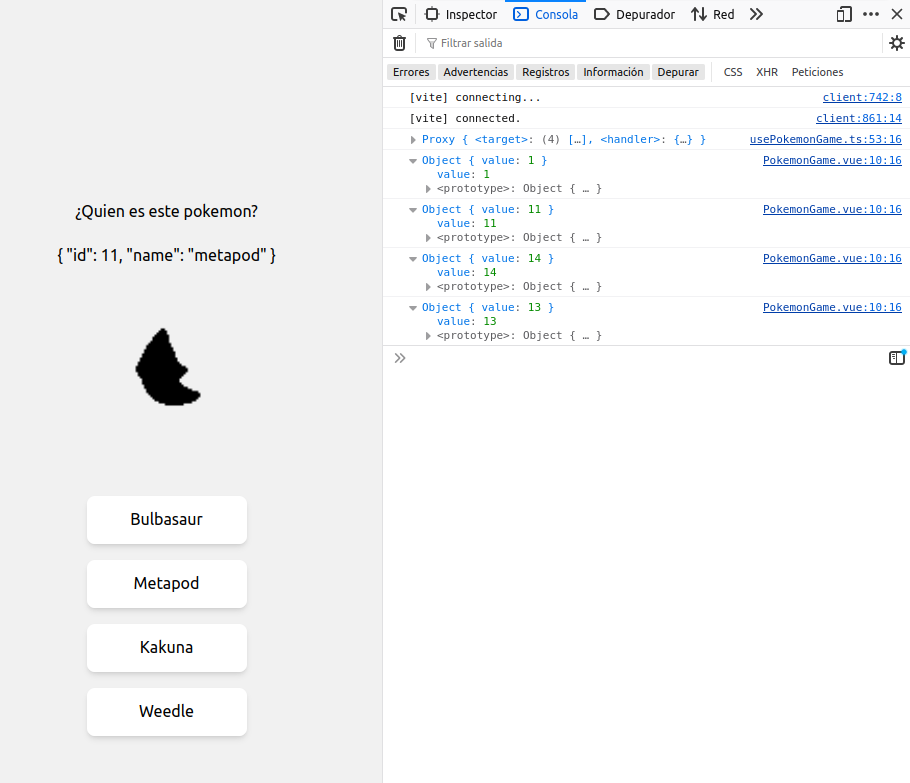 ¿Quien es este pokemon?
{ "id": 11, "name": "metapod" }
Bulbasaur
Metapod
Kakuna
Weedle
Inspector Consola Depurador Red
Filtrar salida
Errores Advertencias Registros Información Depurar CSS XHR Peticiones
[vite] connecting... client:742:8
[vite] connected. client:861:14
Proxy { <target>: (4) […], <handler>: {…} } usePokemonGame.ts:53:16
Object { value: 1 } PokemonGame.vue:10:16
value: 1
<prototype>: Object { … }
Object { value: 11 } PokemonGame.vue:10:16
value: 11
<prototype>: Object { … }
Object { value: 14 } PokemonGame.vue:10:16
value: 14
<prototype>: Object { … }
Object { value: 13 } PokemonGame.vue:10:16
value: 13
<prototype>: Object { … }